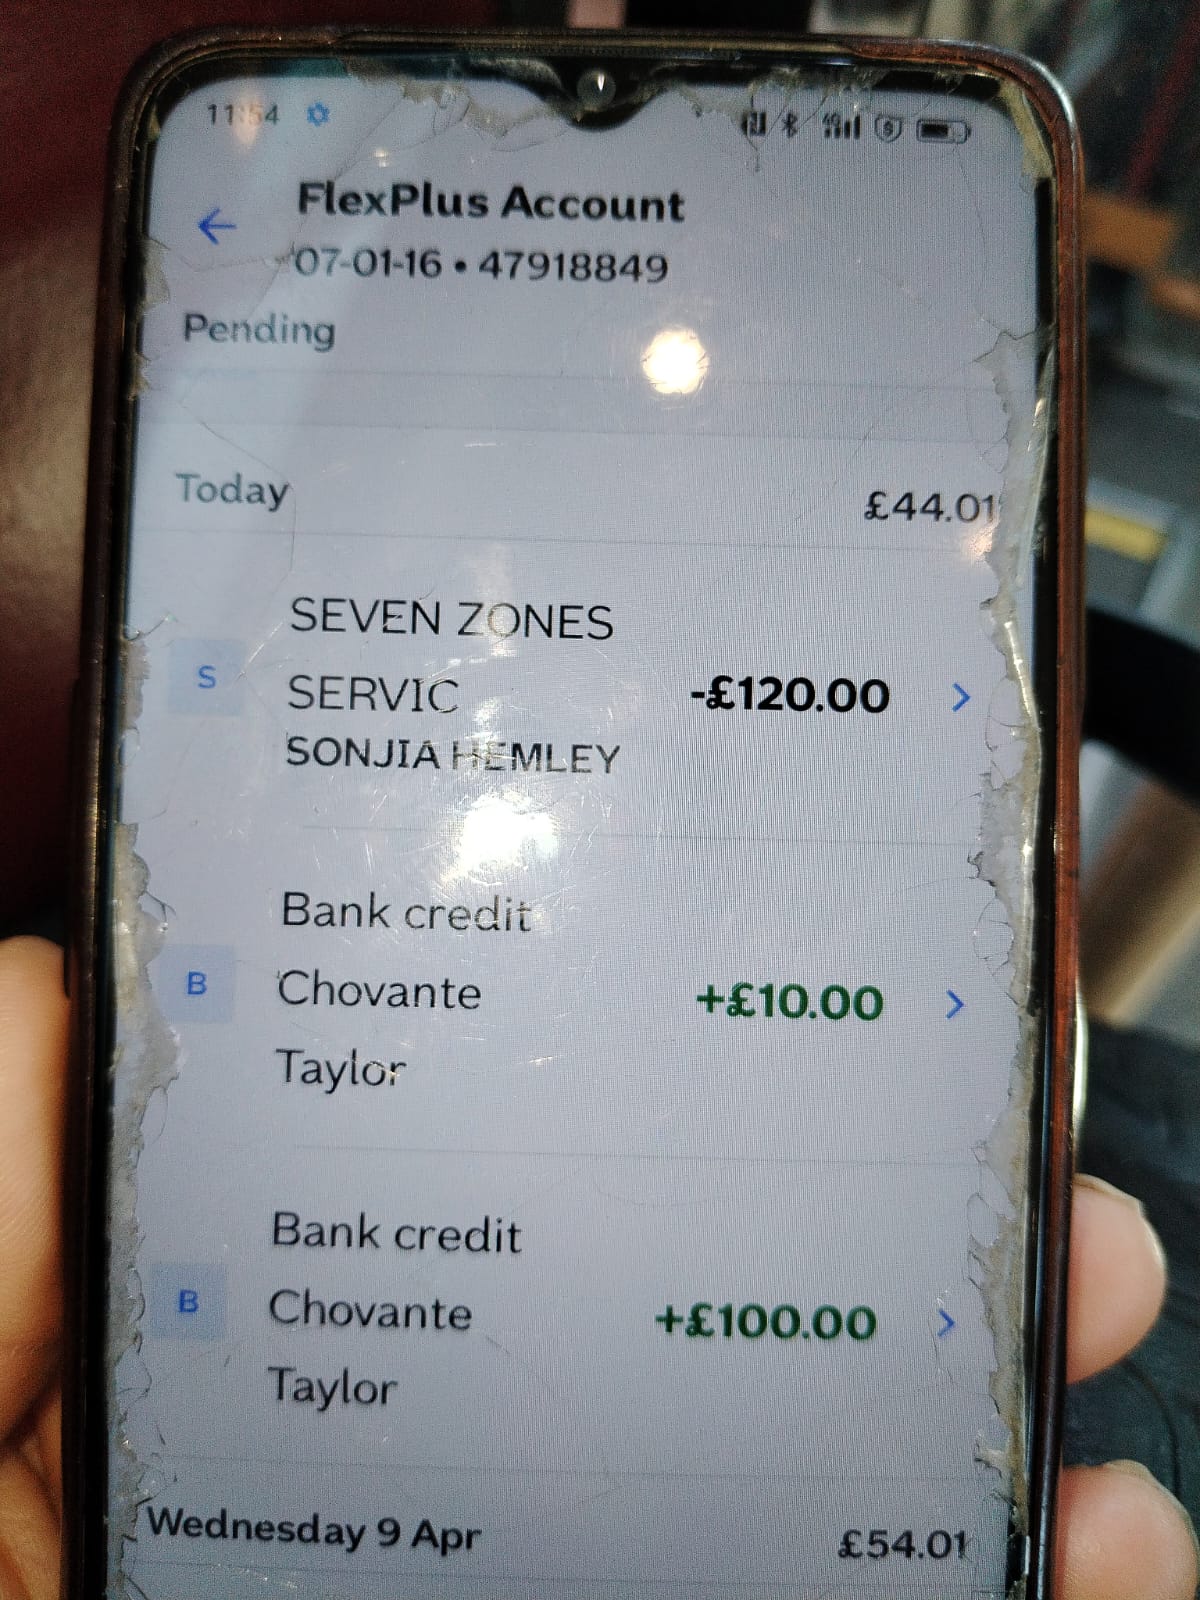 11:54
FlexPlus Account
07-01-16 • 47918849
Pending
Today £44.01
SEVEN ZONES
S SERVIC -£120.00
SONJIA HEMLEY
Bank credit
B Chovante +£10.00
Taylor
Bank credit
B Chovante +£100.00
Taylor
Wednesday 9 Apr £54.01